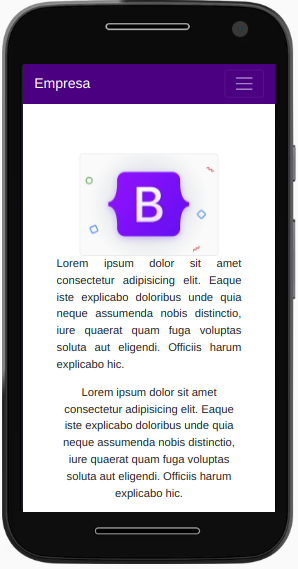 Empresa
B
Lorem ipsum dolor sit amet
consectetur adipisicing elit. Eaque
iste explicabo doloribus unde quia
neque assumenda nobis distinctio,
iure quaerat quam fuga voluptas
soluta aut eligendi. Officiis harum
explicabo hic.
Lorem ipsum dolor sit amet
consectetur adipisicing elit. Eaque
iste explicabo doloribus unde quia
neque assumenda nobis distinctio,
iure quaerat quam fuga voluptas
soluta aut eligendi. Officiis harum
explicabo hic.